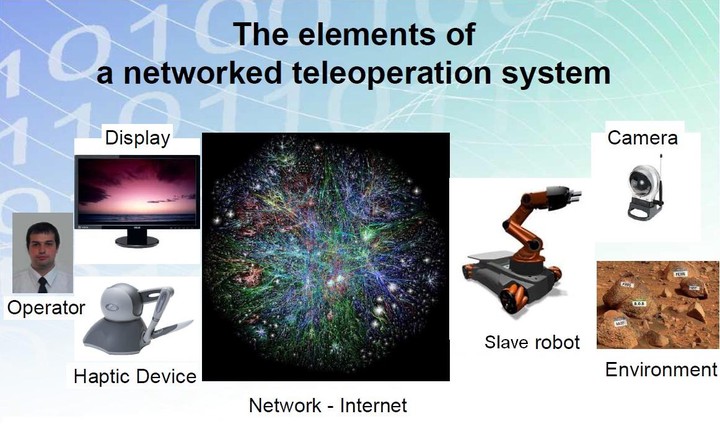 The elements of
a networked teleoperation system
Display
Camera
Operator
Haptic Device
Slave robot
Environment
Network - Internet